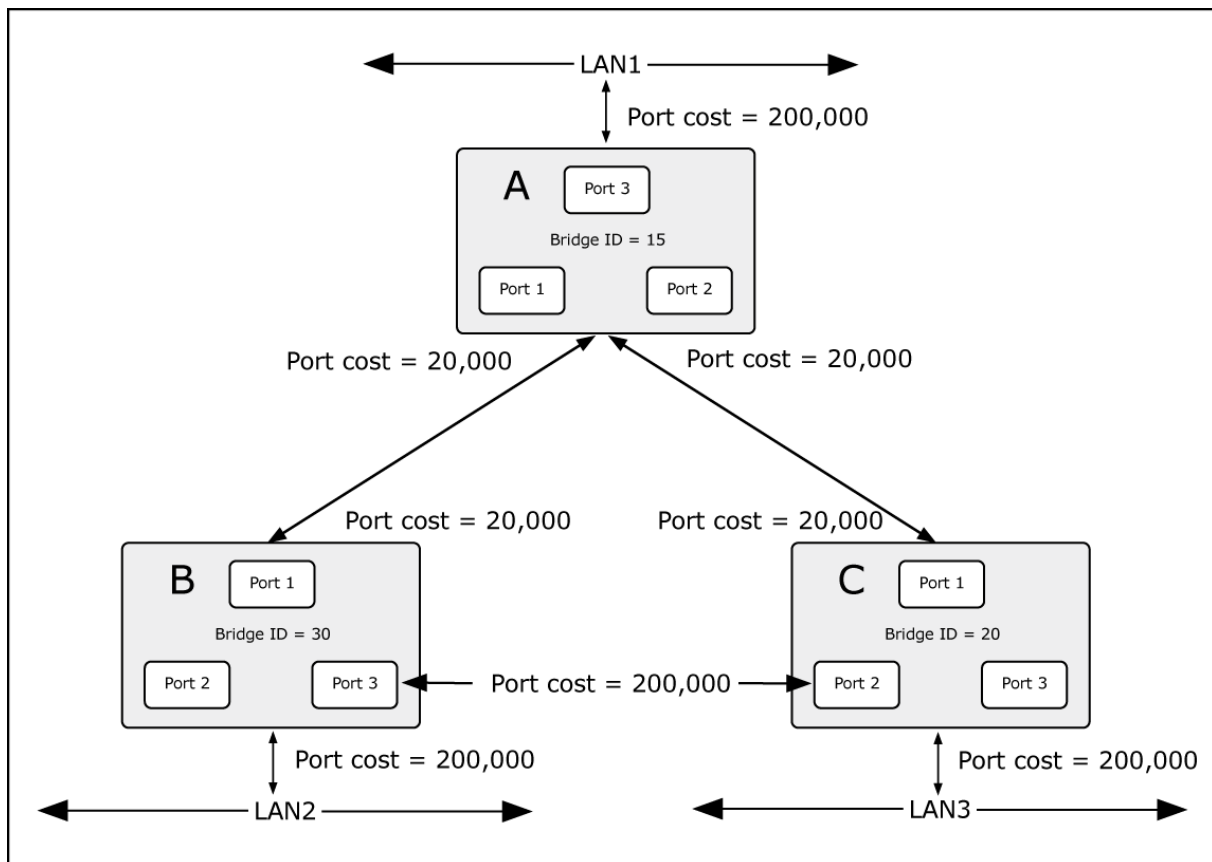 LAN1
Port cost = 200,000
A
Port 3
Bridge ID = 15
Port 1
Port 2
Port cost = 20,000
Port cost = 20,000
Port cost = 20,000
Port cost = 20,000
B
Port 1
Bridge ID = 30
Port 2
Port 3
C
Port 1
Bridge ID = 20
Port 2
Port 3
Port cost = 200,000
Port cost = 200,000
LAN2
Port cost = 200,000
LAN3